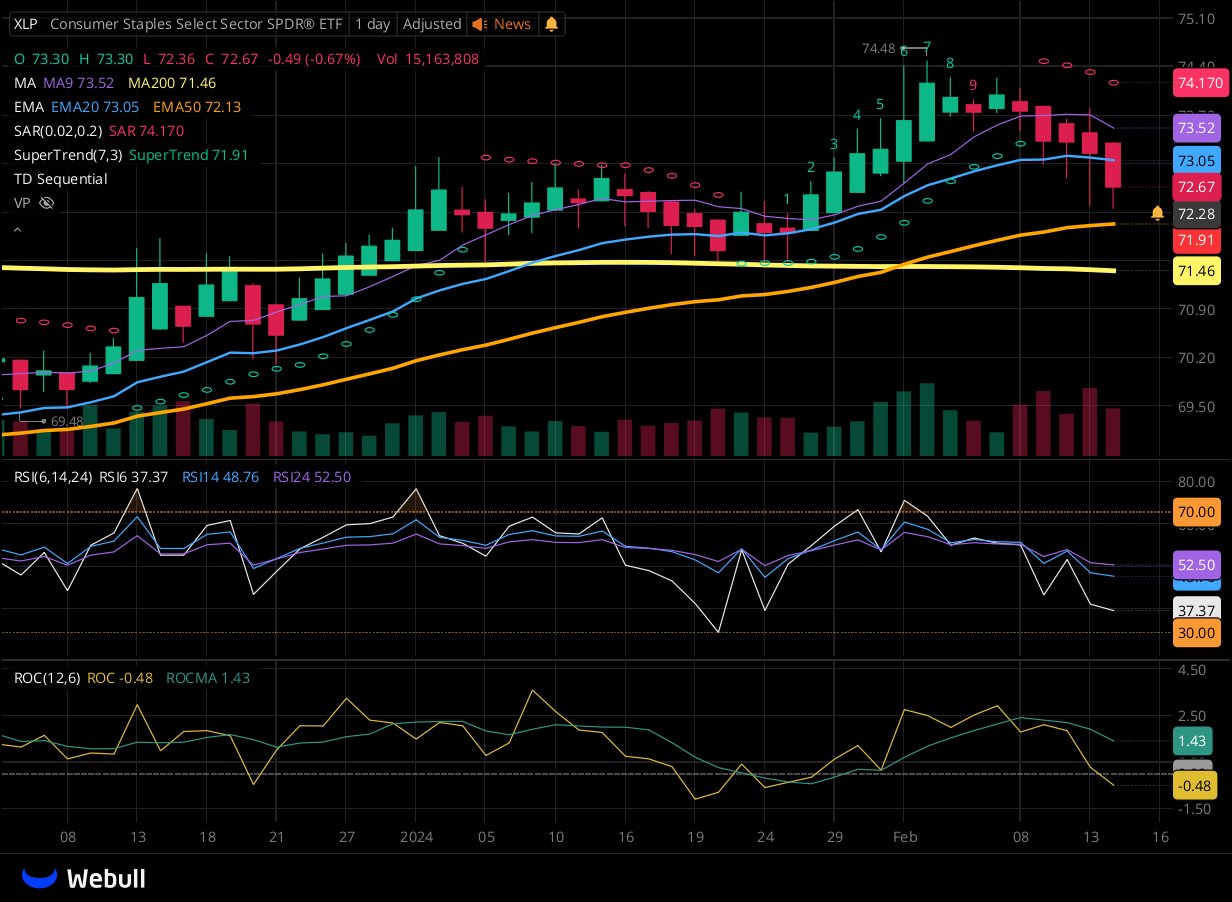 XLP Consumer Staples Select Sector SPDR® ETF 1 day Adjusted News
75.10
O 73.30 H 73.30 L 72.36 C 72.67 -0.49 (-0.67%) Vol 15,163,808
74.48
6 7
8
74.40
MA MA9 73.52 MA200 71.46
9
74.170
EMA EMA20 73.05 EMA50 72.13
5
4
73.52
SAR(0.02,0.2) SAR 74.170
3
SuperTrend(7,3) SuperTrend 71.91
2
73.05
TD Sequential
72.67
VP
1
72.28
71.91
71.46
70.90
70.20
69.50
69.48
RSI(6,14,24) RSI6 37.37 RSI14 48.76 RSI24 52.50
80.00
70.00
52.50
37.37
30.00
ROC(12,6) ROC -0.48 ROCMA 1.43
4.50
2.50
1.43
-0.48
-1.50
08 13 18 21 27 2024 05 10 16 19 24 29 Feb 08 13 16
Webull